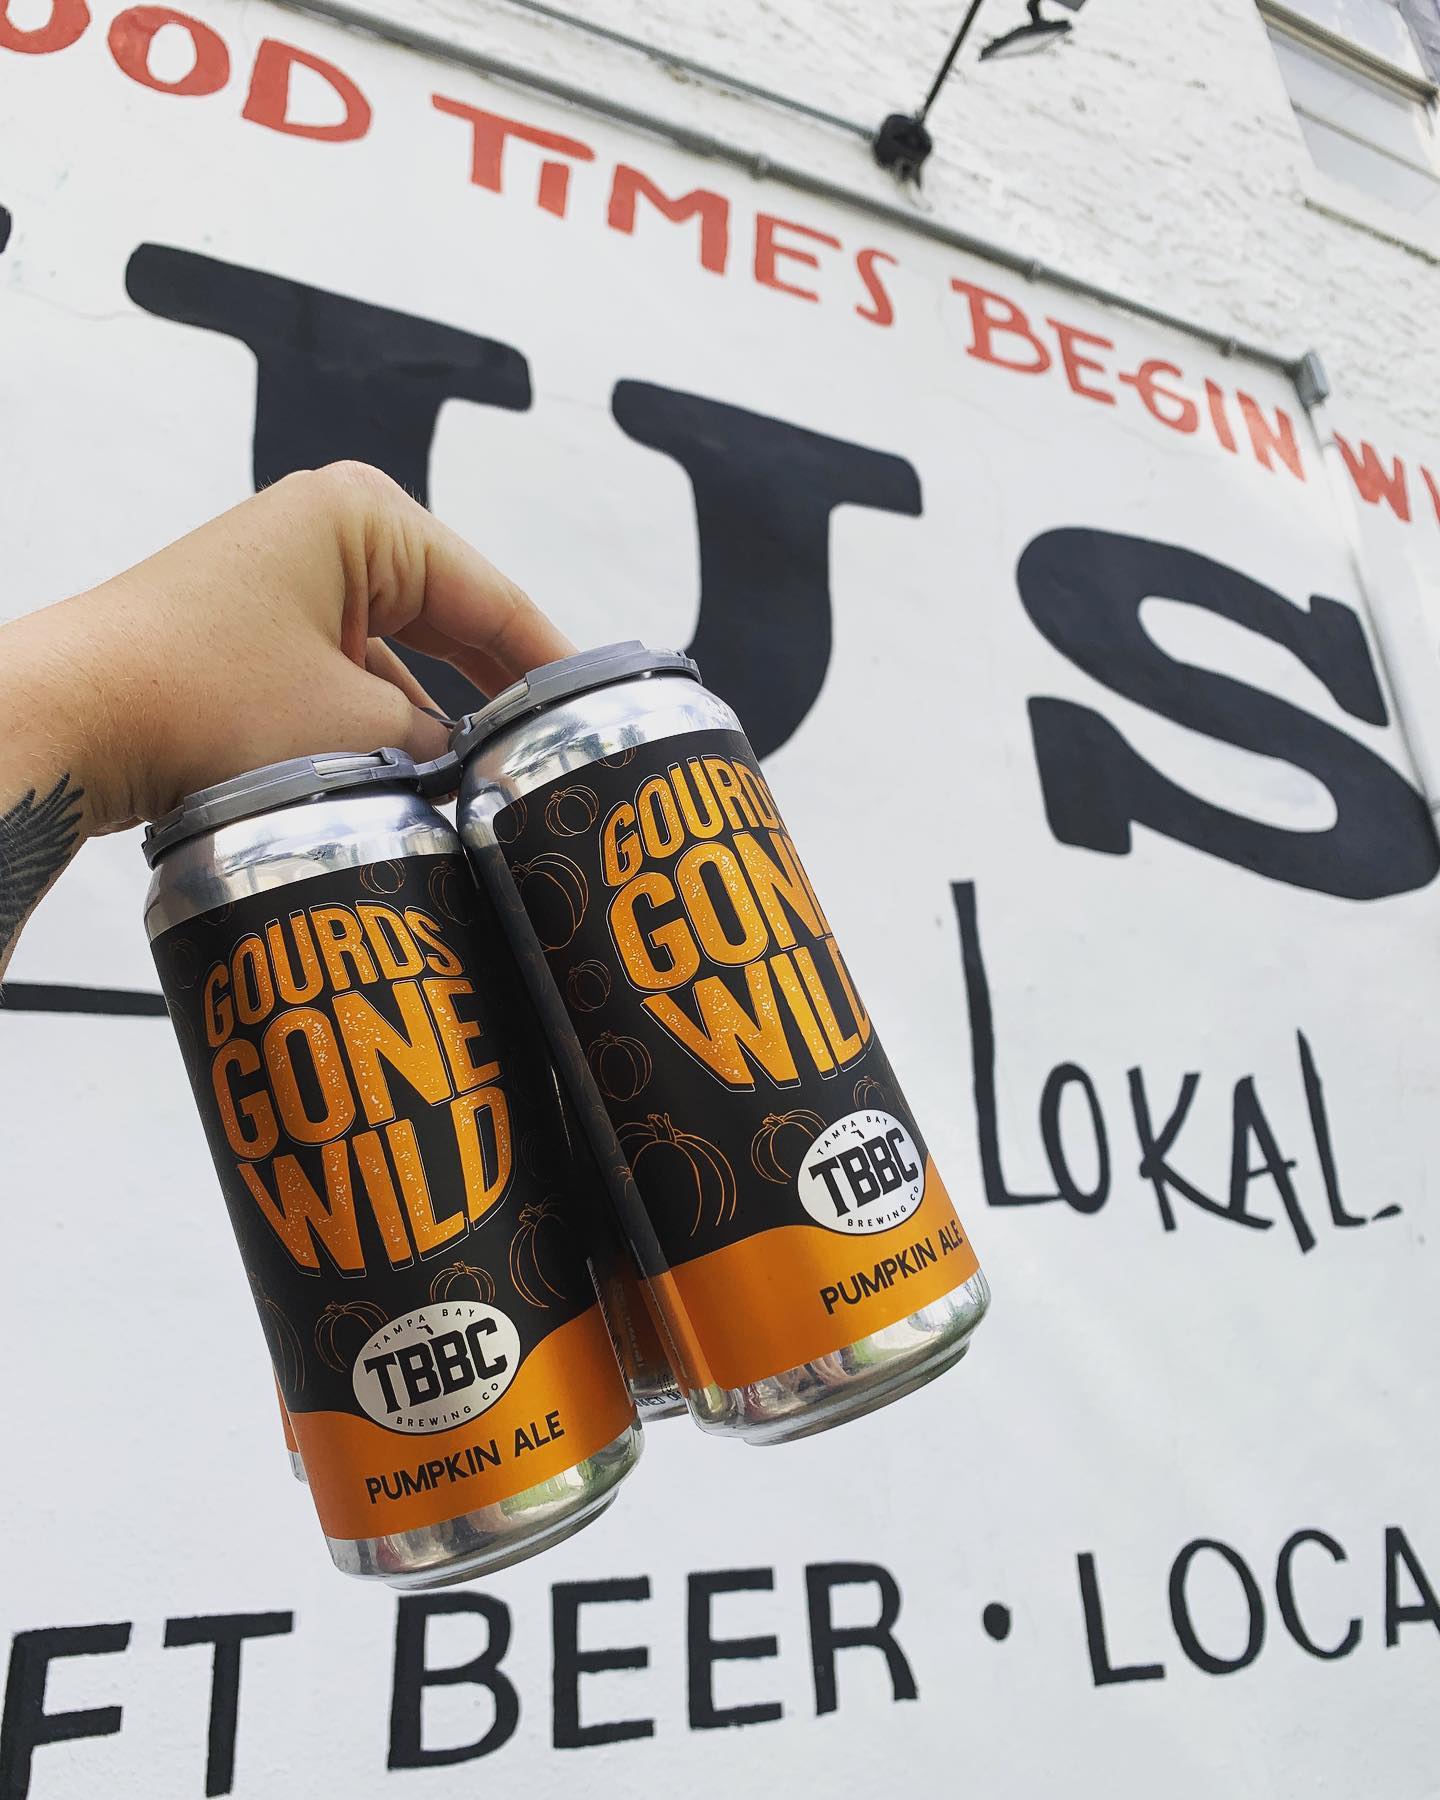 OOD TIMES BEGIN
US
LOKAL
FT BEER • LOCA
GOURDS
GONE
WILD
TAMPA BAY
TBBC
BREWING CO
PUMPKIN ALE
GOURDS
GONE
WILD
TAMPA BAY
TBBC
BREWING CO
PUMPKIN ALE